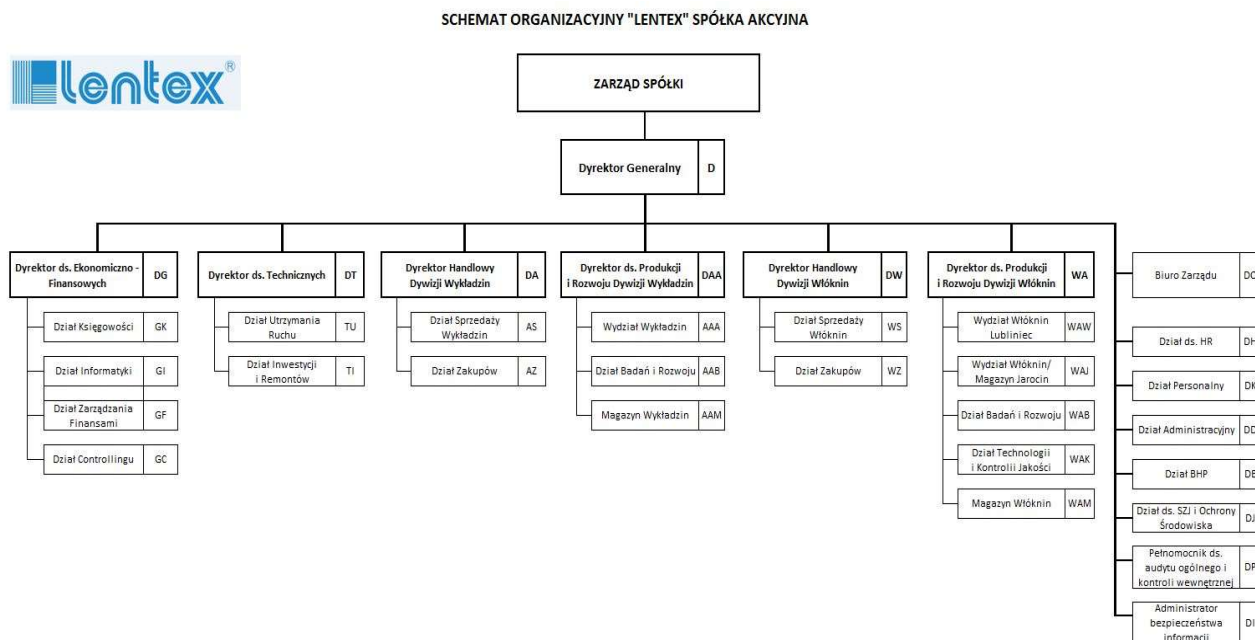 SCHEMAT ORGANIZACYJNY "LENTEX" SPÓŁKA AKCYJNA
lentex®
ZARZĄD SPÓŁKI
Dyrektor Generalny
D
Dyrektor ds. Ekonomiczno -
Finansowych
DG
Dział Księgowości
GK
Dział Informatyki
GI
Dział Zarządzania
Finansami
GF
Dział Controllingu
GC
Dyrektor ds. Technicznych
DT
Dział Utrzymania
Ruchu
TU
Dział Inwestycji
i Remontów
TI
Dyrektor Handlowy
Dywizji Wykładzin
DA
Dział Sprzedaży
Wykładzin
AS
Dział Zakupów
AZ
Dyrektor ds. Produkcji
i Rozwoju Dywizji Wykładzin
DAA
Wydział Wykładzin
AAA
Dział Badań i Rozwoju
AAB
Magazyn Wykładzin
AAM
Dyrektor Handlowy
Dywizji Włóknin
DW
Dział Sprzedaży
Włóknin
WS
Dział Zakupów
WZ
Dyrektor ds. Produkcji
i Rozwoju Dywizji Włóknin
WA
Wydział Włóknin
Lubliniec
WAW
Wydział Włóknin/
Magazyn Jarocin
WAJ
Dział Badań i Rozwoju
WAB
Dział Technologii
i Kontrolii Jakości
WAK
Magazyn Włóknin
WAM
Biuro Zarządu
Dział ds. HR
Dział Personalny
Dział Administracyjny
Dział BHP
Dział ds. SZJ i Ochrony
Środowiska
DJ
Pełnomocnik ds.
audytu ogólnego i
kontroli wewnętrznej
DP
Administrator
bezpieczeństwa
informacji
DI